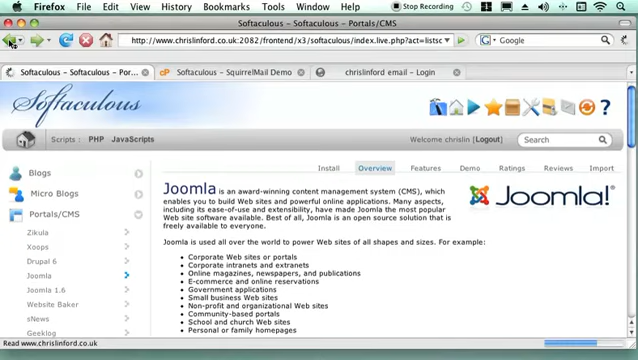 Firefox File Edit View History Bookmarks Tools Window Stop Recording
Softaculous – Softaculous – Portals/CMS
http://www.chrislinford.co.uk:2082/frontend/x3/softaculous/index.live.php?act=listsc Google
Softaculous – Softaculous – Por... Softaculous – SquirrelMail Demo chrislinford email – Login
Softaculous
Scripts : PHP JavaScripts Welcome chrislin [Logout] Search
Install Overview Features Demo Ratings Reviews Import
Blogs
Micro Blogs
Portals/CMS
Zikula
Xoops
Drupal 6
Joomla
Joomla 1.6
Website Baker
sNews
Geeklog
Joomla is an award-winning content management system (CMS), which
enables you to build Web sites and powerful online applications. Many aspects,
including its ease-of-use and extensibility, have made Joomla the most popular
Web site software available. Best of all, Joomla is an open source solution that is
freely available to everyone.
Joomla!
Joomla is used all over the world to power Web sites of all shapes and sizes. For example:
Corporate Web sites or portals
Corporate intranets and extranets
Online magazines, newspapers, and publications
E-commerce and online reservations
Government applications
Small business Web sites
Non-profit and organizational Web sites
Community-based portals
School and church Web sites
Personal or family homepages
Read www.chrislinford.co.uk